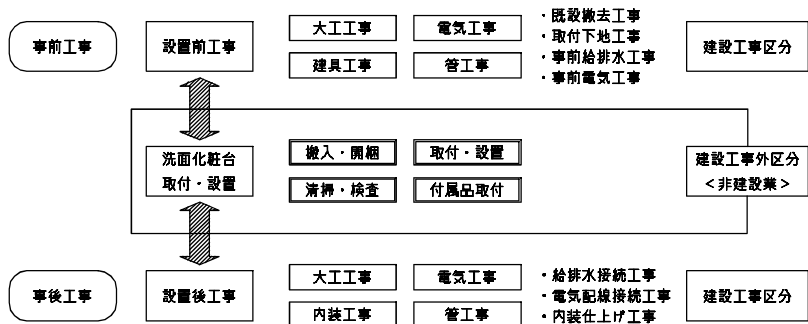 事前工事
設置前工事
大工工事
電気工事
建具工事
管工事
・既設撤去工事
・取付下地工事
・事前給排水工事
・事前電気工事
建設工事区分
洗面化粧台
取付・設置
搬入・開梱
取付・設置
清掃・検査
付属品取付
建設工事外区分
<非建設業>
事後工事
設置後工事
大工工事
電気工事
内装工事
管工事
・給排水接続工事
・電気配線接続工事
・内装仕上げ工事
建設工事区分